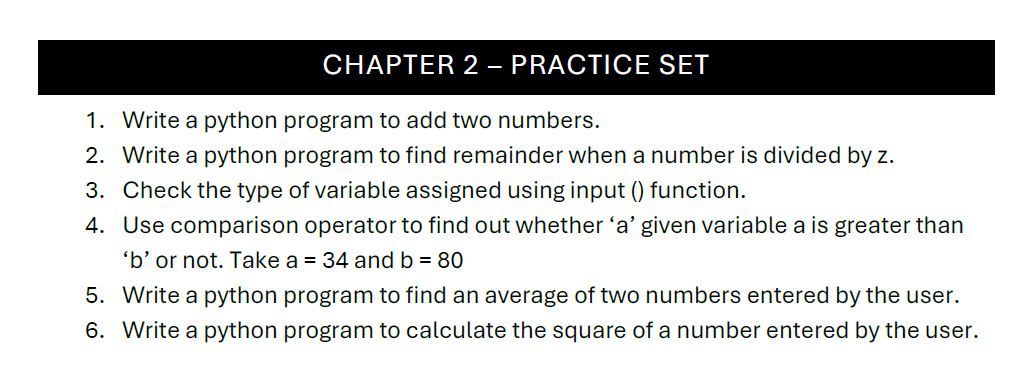 CHAPTER 2 – PRACTICE SET
1. Write a python program to add two numbers.
2. Write a python program to find remainder when a number is divided by z.
3. Check the type of variable assigned using input () function.
4. Use comparison operator to find out whether ‘a’ given variable a is greater than
‘b’ or not. Take a = 34 and b = 80
5. Write a python program to find an average of two numbers entered by the user.
6. Write a python program to calculate the square of a number entered by the user.